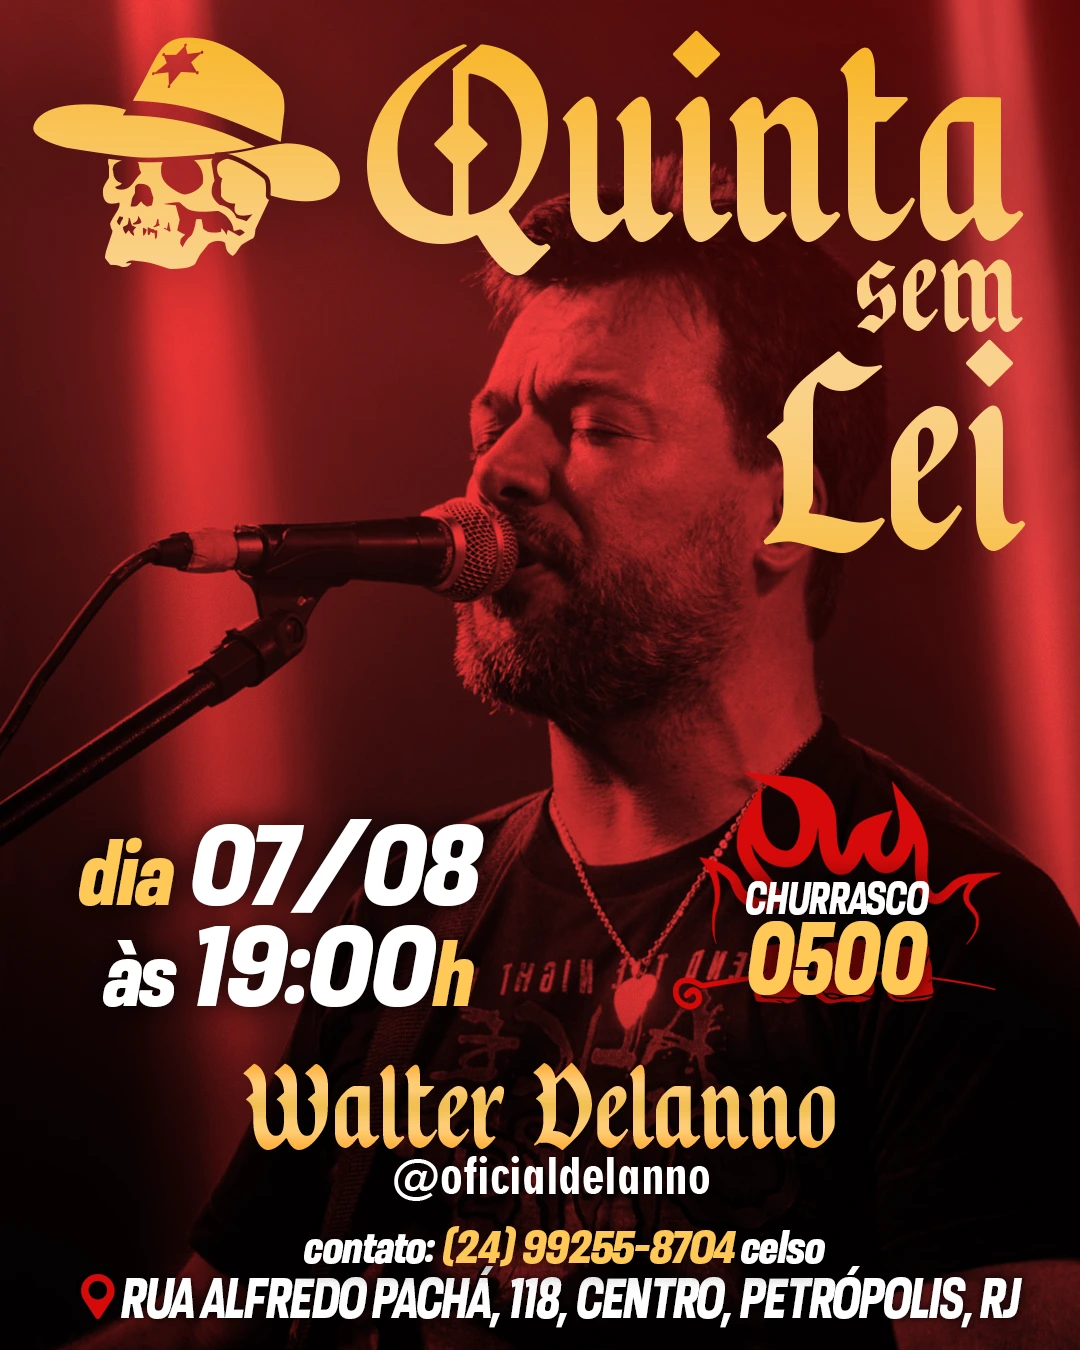 Quinta
sem
Lei
dia 07/08
às 19:00h
CHURRASCO
0500
Walter Delanno
@oficialdelanno
contato: (24) 99255-8704 celso
RUA ALFREDO PACHÁ, 118, CENTRO, PETRÓPOLIS, RJ